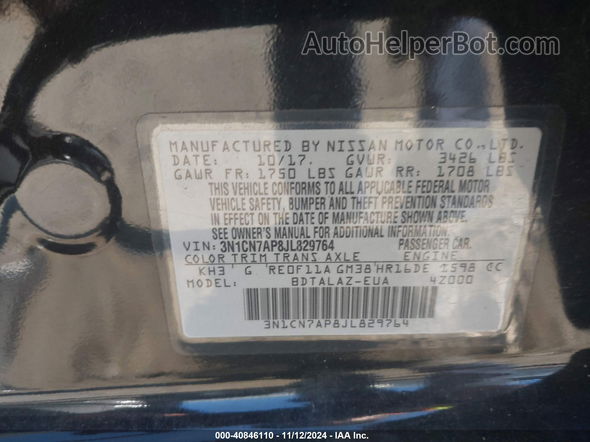 AutoHelperBot.com
MANUFACTURED BY NISSAN MOTOR CO.,LTD.
DATE: 10/17. GVWR: 3426 LBS
GAWR FR: 1750 LBS GAWR RR: 1708 LBS
THIS VEHICLE CONFORMS TO ALL APPLICABLE FEDERAL MOTOR
VEHICLE SAFETY, BUMPER AND THEFT PREVENTION STANDARDS
IN EFFECT ON THE DATE OF MANUFACTURE SHOWN ABOVE.
SEE OWNER'S MANUAL FOR ADDITIONAL INFORMATION.
VIN: 3N1CN7AP8JL829764 PASSENGER CAR.
COLOR TRIM TRANS AXLE ENGINE
KH3 G RE0F11A GM38 HR16DE 1598 CC
MODEL: BDTALAZ-EUA 4Z000
3N1CN7AP8JL829764
000-40846110 - 11/12/2024 - IAA Inc.